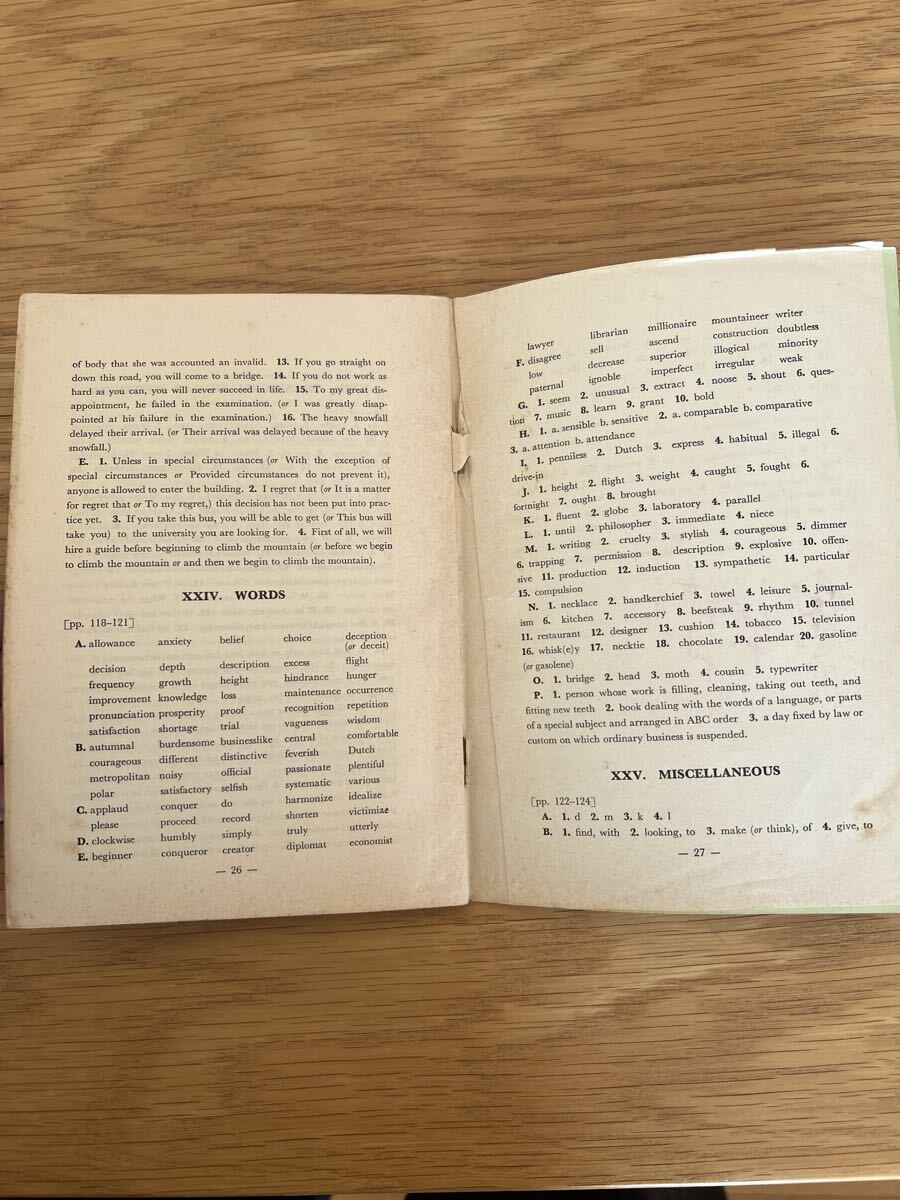 of body that she was accounted an invalid. 13. If you go straight on
down this road, you will come to a bridge. 14. If you do not work as
hard as you can, you will never succeed in life. 15. To my great dis-
appointment, he failed in the examination. (or I was greatly disap-
pointed at his failure in the examination.) 16. The heavy snowfall
delayed their arrival. (or Their arrival was delayed because of the heavy
snowfall.)
E. 1. Unless in special circumstances (or With the exception of
special circumstances or Provided circumstances do not prevent it),
anyone is allowed to enter the building. 2. I regret that (or It is a matter
for regret that or To my regret,) this decision has not been put into prac-
tice yet. 3. If you take this bus, you will be able to get (or This bus will
take you) to the university you are looking for. 4. First of all, we will
hire a guide before beginning to climb the mountain (or before we begin
to climb the mountain or and then we begin to climb the mountain).
XXIV. WORDS
[pp. 118–121]
A. allowance anxiety belief choice deception
(or deceit)
decision depth description excess flight
frequency growth height hindrance hunger
improvement knowledge loss maintenance occurrence
pronunciation prosperity proof recognition repetition
satisfaction shortage trial vagueness wisdom
B. autumnal burdensome businesslike central comfortable
courageous different distinctive feverish Dutch
metropolitan noisy official passionate plentiful
polar satisfactory selfish systematic various
C. applaud conquer do harmonize idealize
please proceed record shorten victimize
D. clockwise humbly simply truly utterly
E. beginner conqueror creator diplomat economist
— 26 —
lawyer librarian millionaire mountaineer writer
F. disagree sell ascend construction doubtless
low decrease superior illogical minority
paternal ignoble imperfect irregular weak
G. 1. seem 2. unusual 3. extract 4. noose 5. shout 6. ques-
tion 7. music 8. learn 9. grant 10. bold
H. 1. a. sensible b. sensitive 2. a. comparable b. comparative
3. a. attention b. attendance
I. 1. penniless 2. Dutch 3. express 4. habitual 5. illegal 6.
drive-in
J. 1. height 2. flight 3. weight 4. caught 5. fought 6.
fortnight 7. ought 8. brought
K. 1. fluent 2. globe 3. laboratory 4. parallel
L. 1. until 2. philosopher 3. immediate 4. niece
M. 1. writing 2. cruelty 3. stylish 4. courageous 5. dimmer
6. trapping 7. permission 8. description 9. explosive 10. offen-
sive 11. production 12. induction 13. sympathetic 14. particular
15. compulsion
N. 1. necklace 2. handkerchief 3. towel 4. leisure 5. journal-
ism 6. kitchen 7. accessory 8. beefsteak 9. rhythm 10. tunnel
11. restaurant 12. designer 13. cushion 14. tobacco 15. television
16. whisk(e)y 17. necktie 18. chocolate 19. calendar 20. gasoline
(or gasolene)
O. 1. bridge 2. head 3. moth 4. cousin 5. typewriter
P. 1. person whose work is filling, cleaning, taking out teeth, and
fitting new teeth 2. book dealing with the words of a language, or parts
of a special subject and arranged in ABC order 3. a day fixed by law or
custom on which ordinary business is suspended.
XXV. MISCELLANEOUS
[pp. 122–124]
A. 1. d 2. m 3. k 4. l
B. 1. find, with 2. looking, to 3. make (or think), of 4. give, to
— 27 —